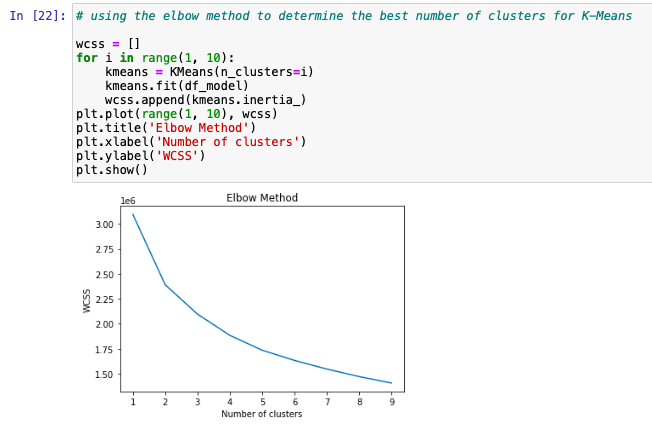 In [22]: # using the elbow method to determine the best number of clusters for K-Means
wcss = []
for i in range(1, 10):
    kmeans = KMeans(n_clusters=i)
    kmeans.fit(df_model)
    wcss.append(kmeans.inertia_)
plt.plot(range(1, 10), wcss)
plt.title('Elbow Method')
plt.xlabel('Number of clusters')
plt.ylabel('WCSS')
plt.show()
1e6
Elbow Method
3.00
2.75
2.50
2.25
2.00
1.75
1.50
WCSS
1 2 3 4 5 6 7 8 9
Number of clusters